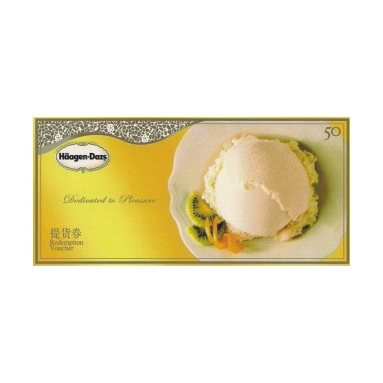 50
Häagen-Dazs
Dedicated to Pleasure
提货券
Redemption
Voucher